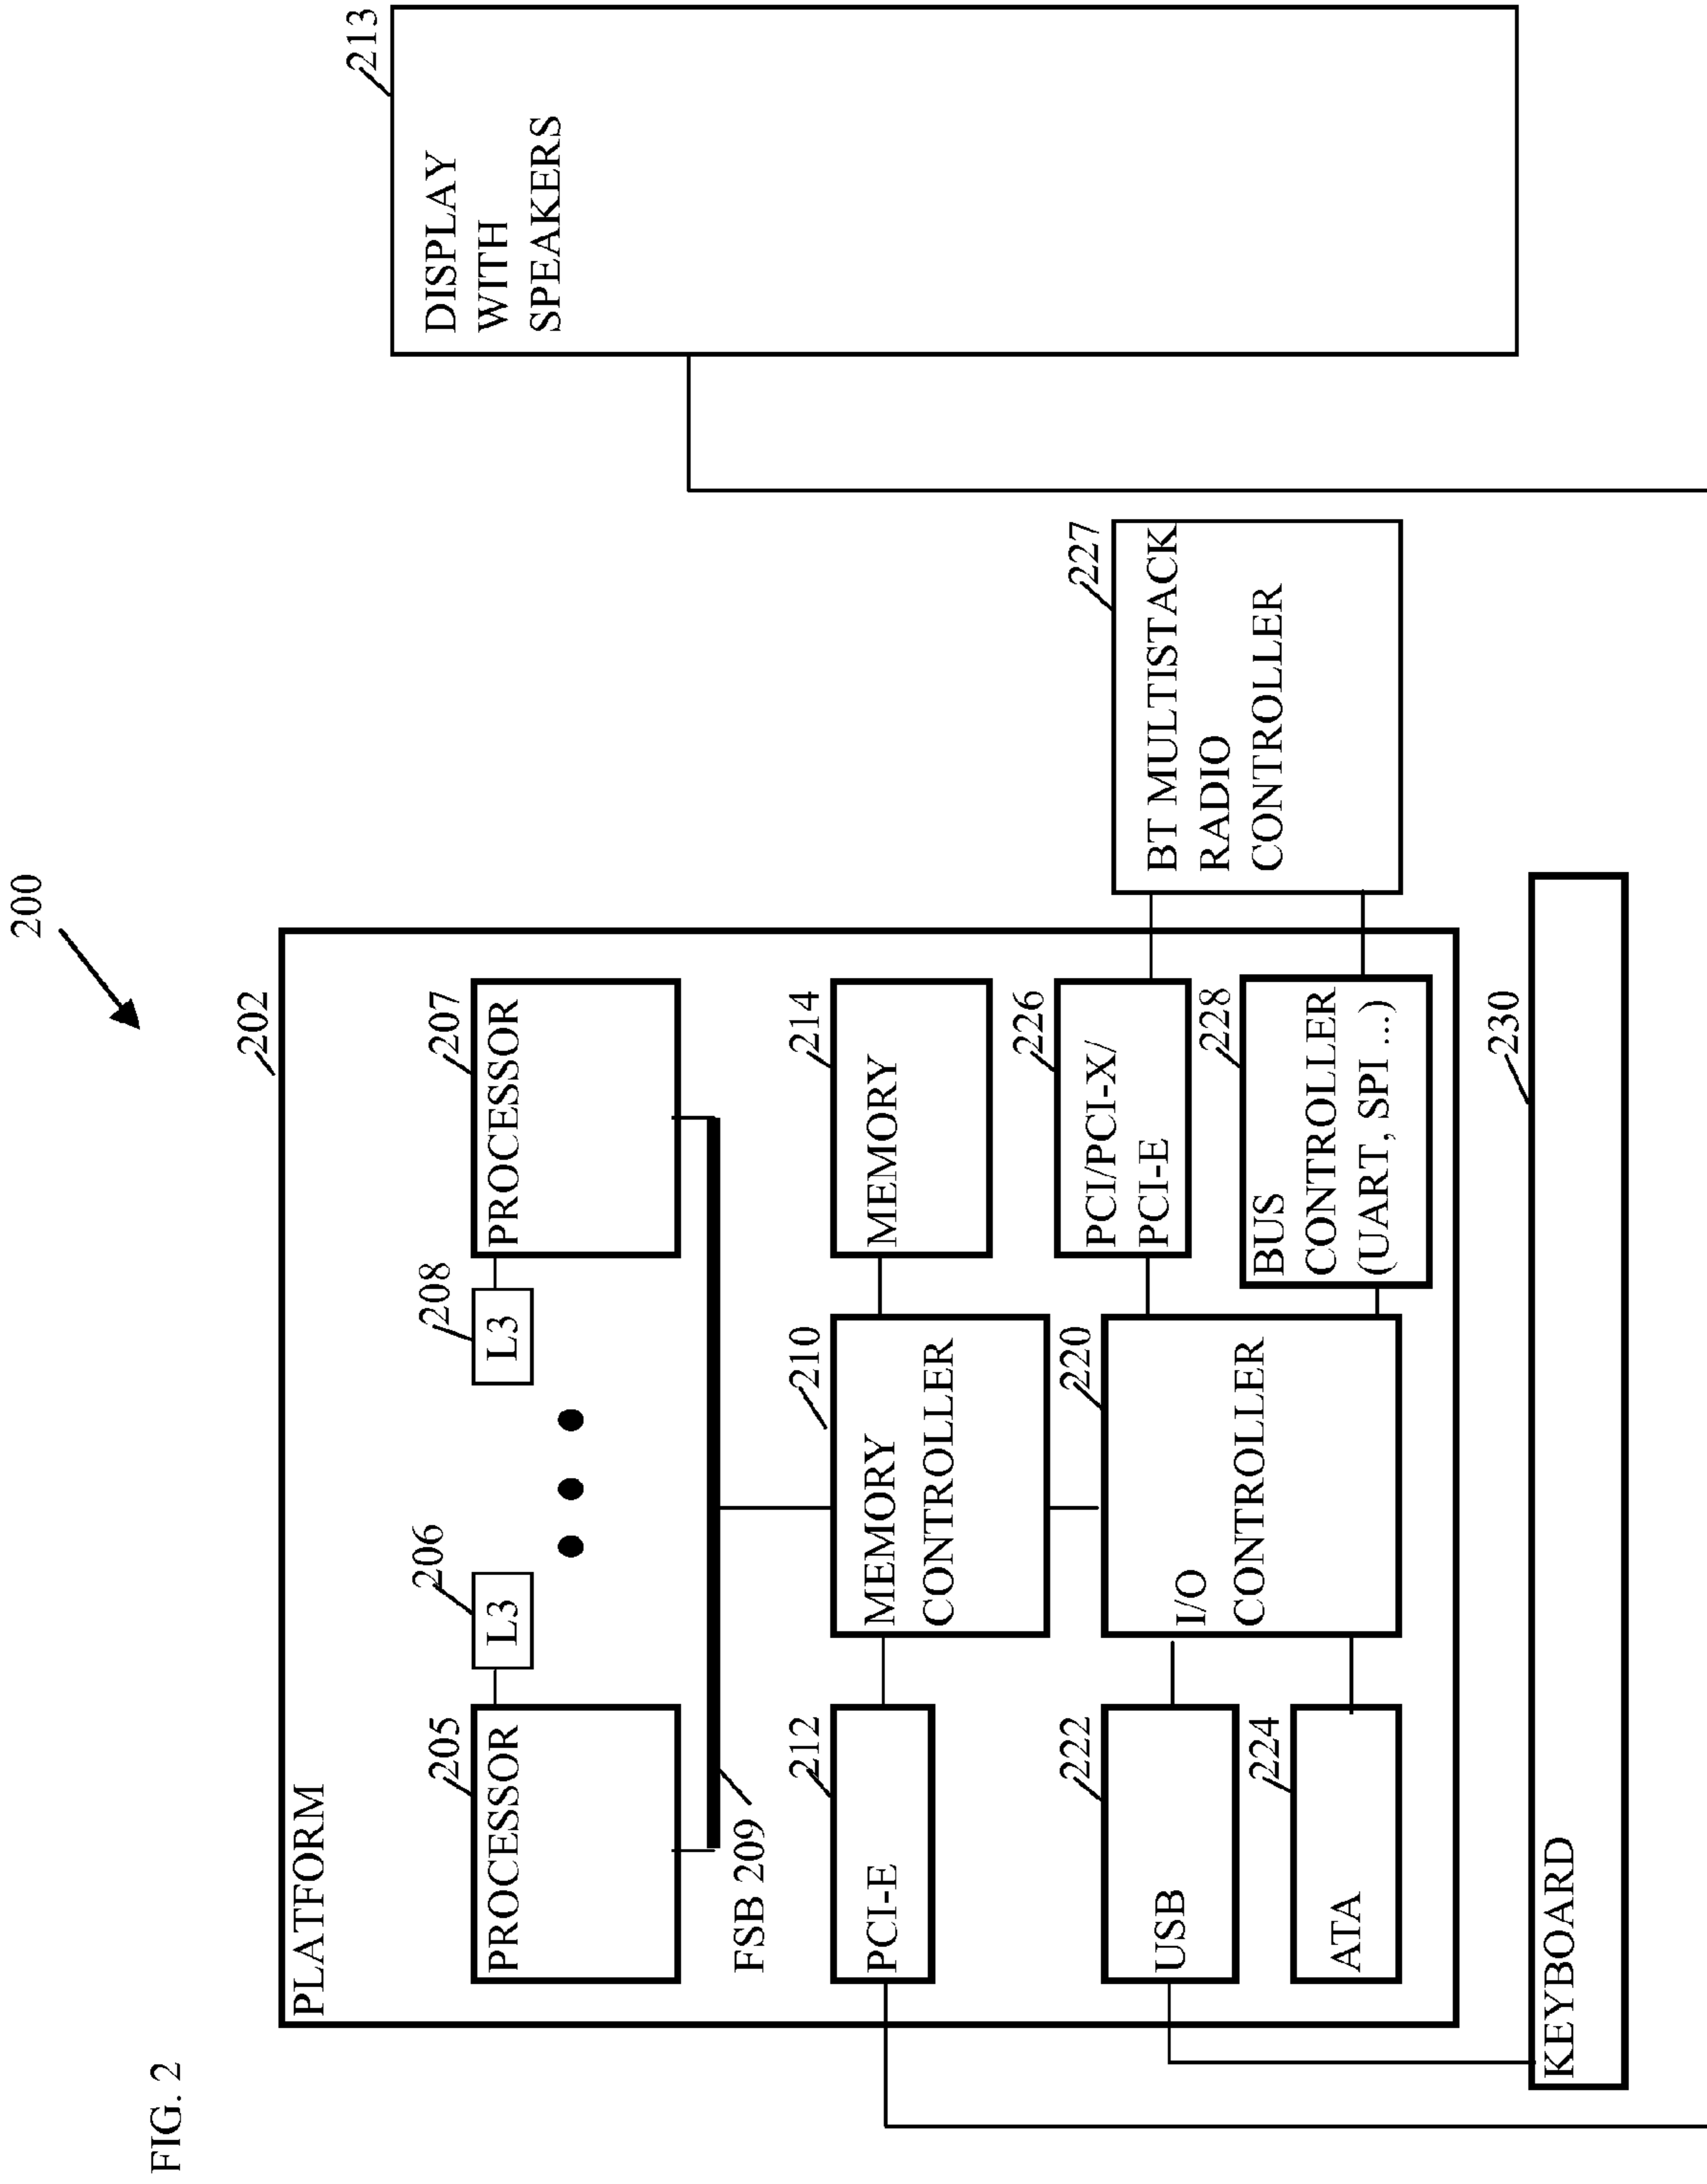 FIG. 2
200
202
PLATFORM
205
PROCESSOR
206
L3
208
L3
207
PROCESSOR
FSB 209
212
PCI-E
210
MEMORY
CONTROLLER
214
MEMORY
222
USB
224
ATA
220
I/O
CONTROLLER
226
PCI/PCI-X/
PCI-E
228
BUS
CONTROLLER
(UART, SPI ...)
227
BT MULTISTACK
RADIO
CONTROLLER
213
DISPLAY
WITH
SPEAKERS
230
KEYBOARD